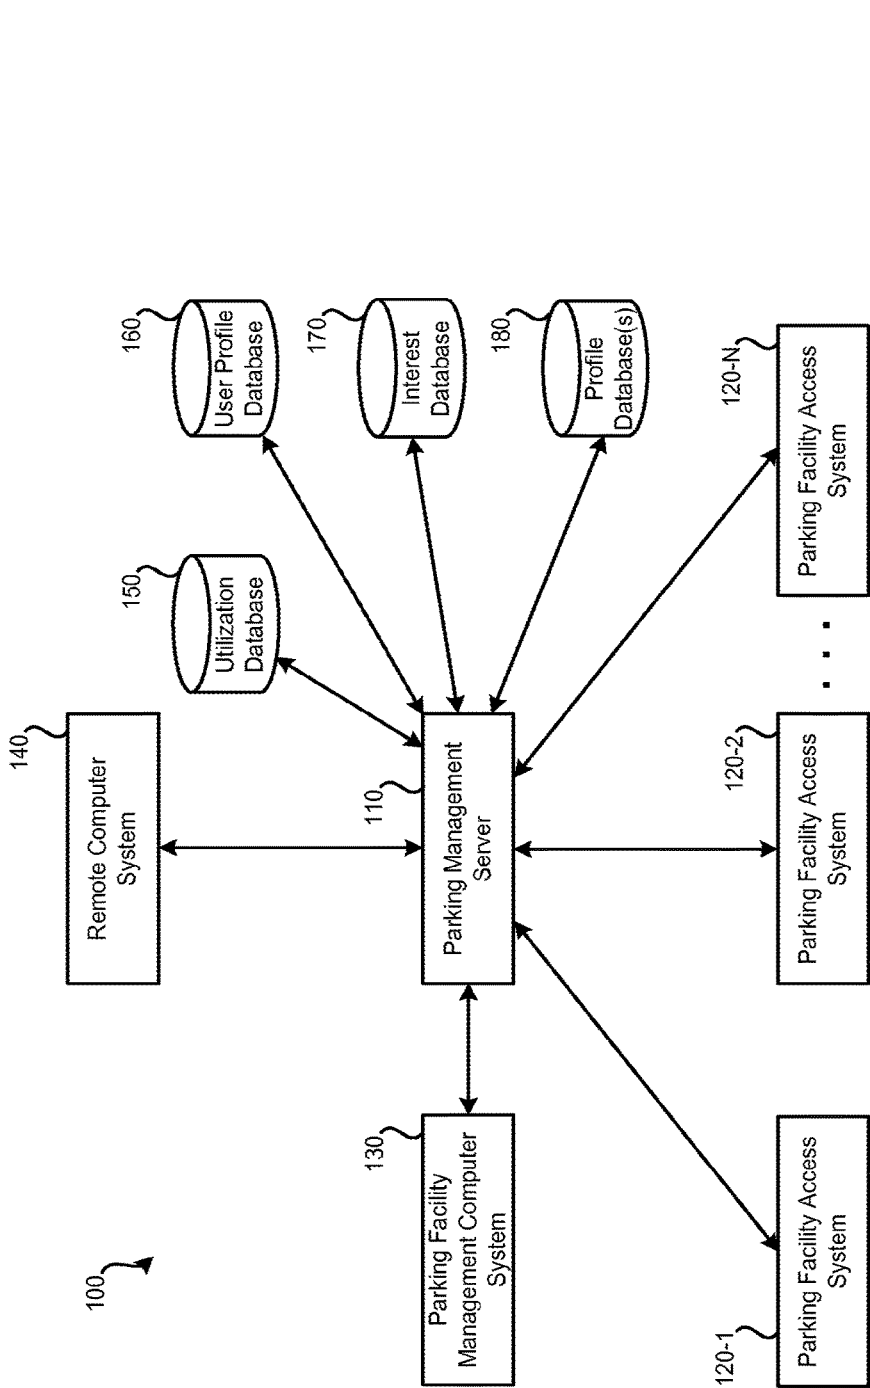 100
140
Remote Computer
System
150
Utilization
Database
160
User Profile
Database
170
Interest
Database
180
Profile
Database(s)
130
Parking Facility
Management Computer
System
110
Parking Management
Server
120-1
Parking Facility Access
System
120-2
Parking Facility Access
System
. . .
120-N
Parking Facility Access
System